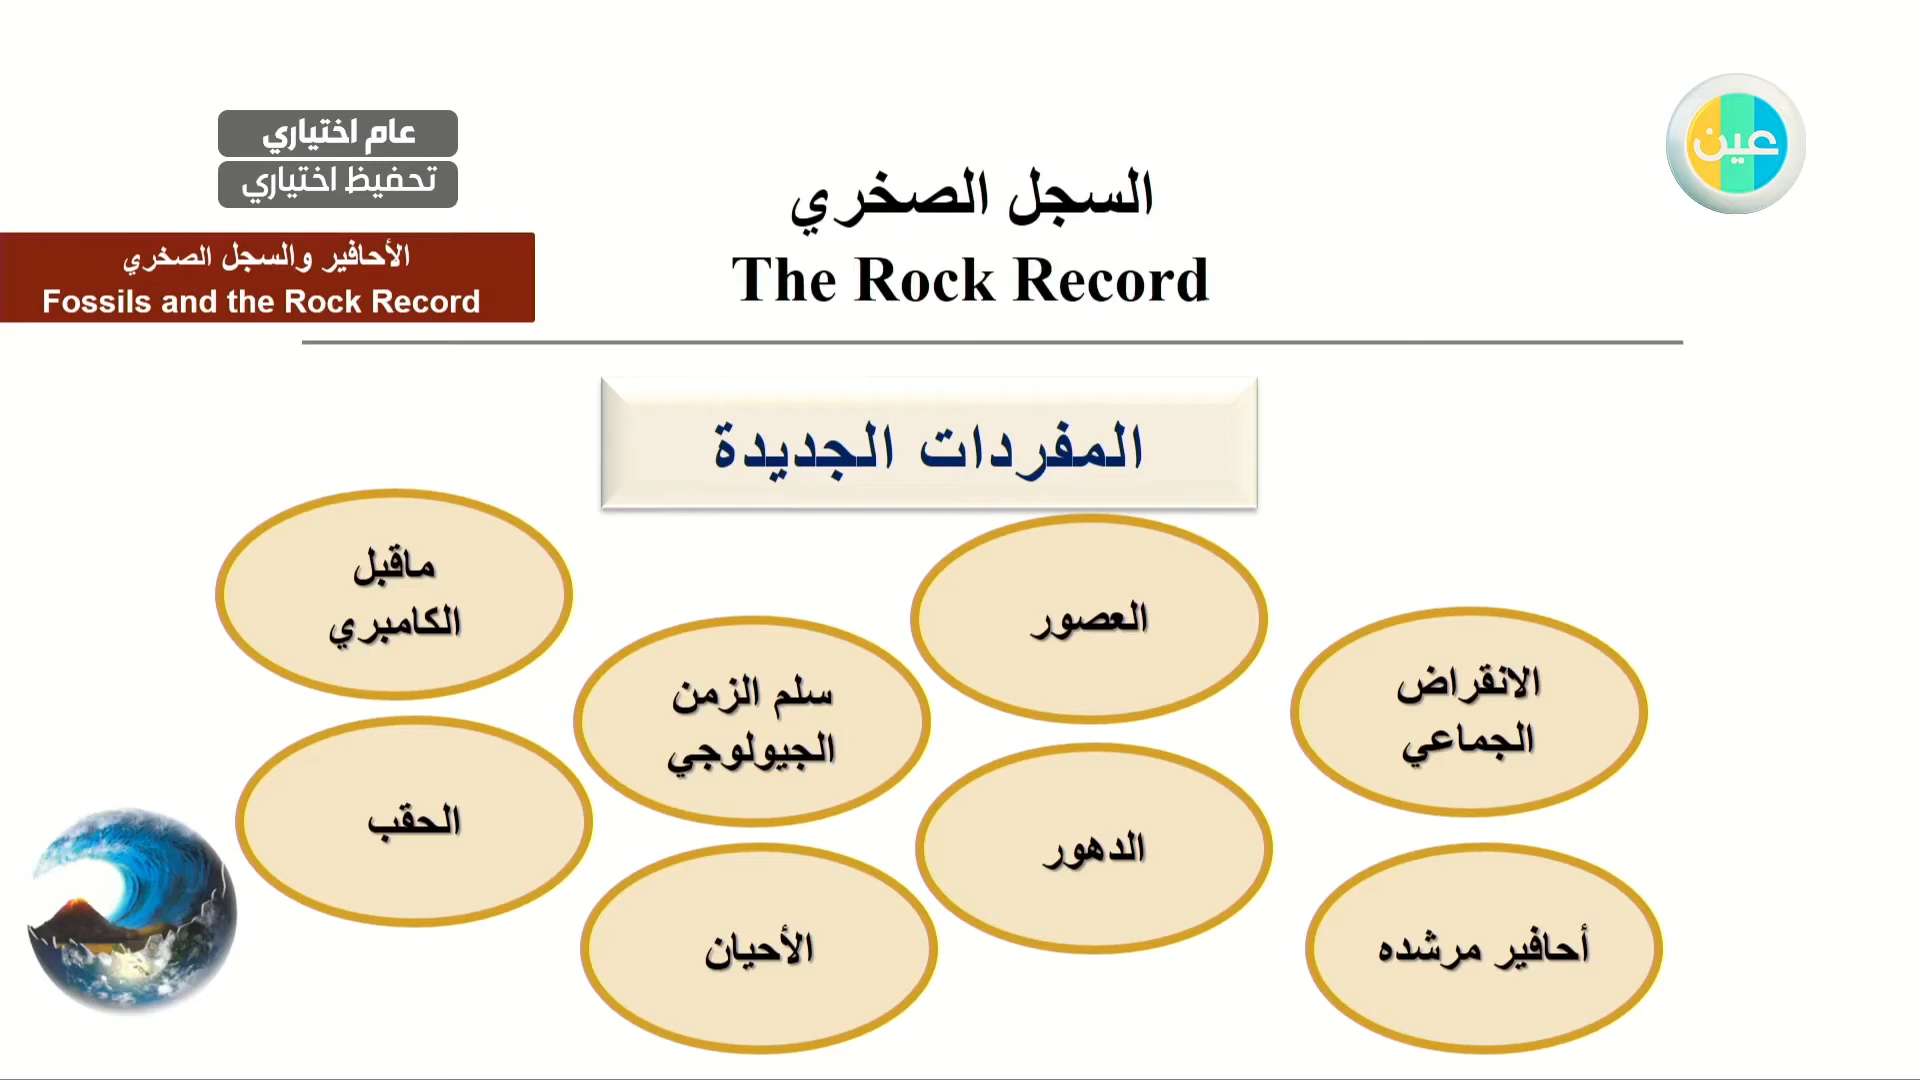 عام اختياري
تحفيظ اختياري
عين
السجل الصخري
The Rock Record
الأحافير والسجل الصخري
Fossils and the Rock Record
المفردات الجديدة
الانقراض
الجماعي
العصور
سلم الزمن
الجيولوجي
ماقبل
الكامبري
أحافير مرشده
الدهور
الأحيان
الحقب